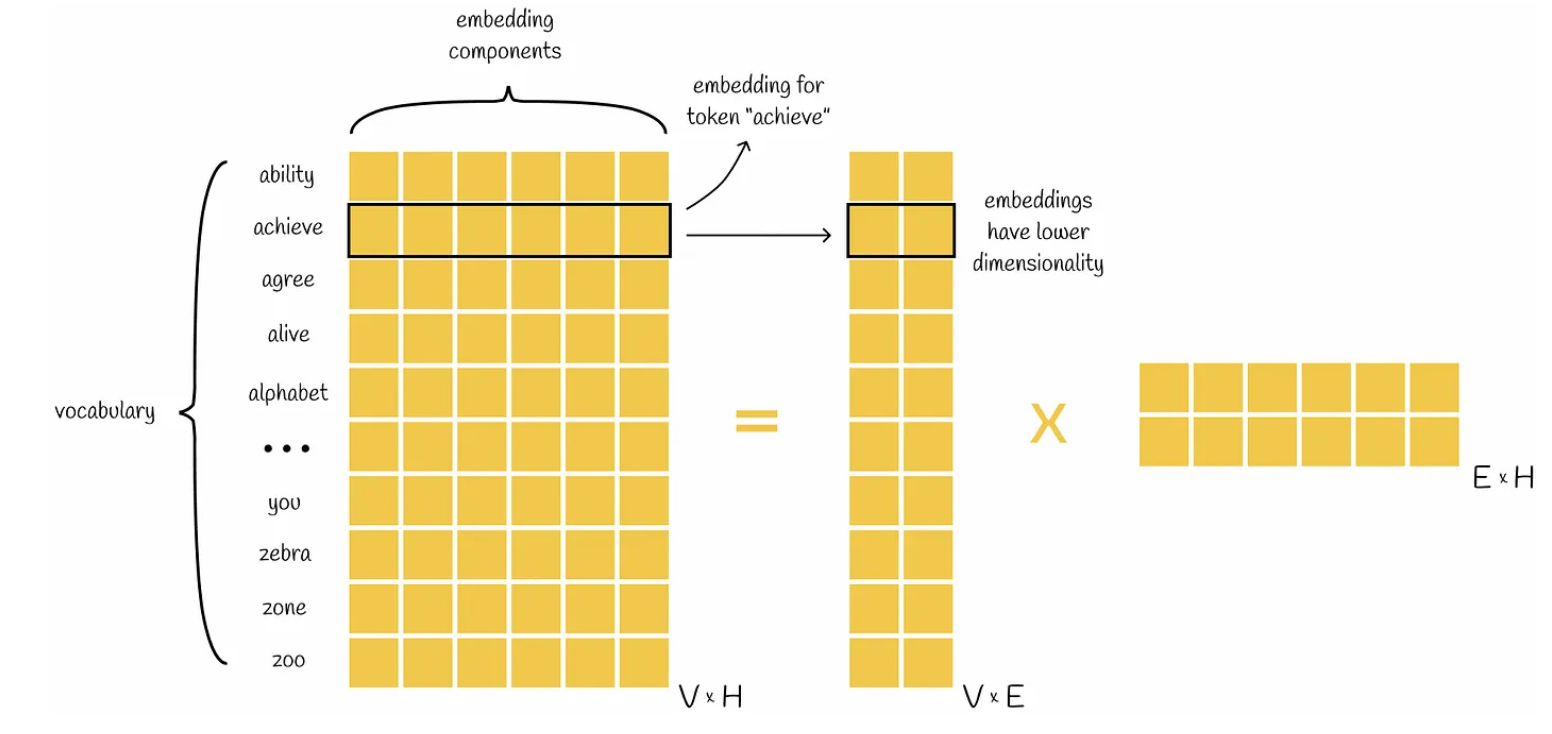 embedding
components
embedding for
token "achieve"
ability
achieve
agree
alive
alphabet
•••
you
zebra
zone
zoo
vocabulary
V x H
=
embeddings
have lower
dimensionality
V x E
X
E x H